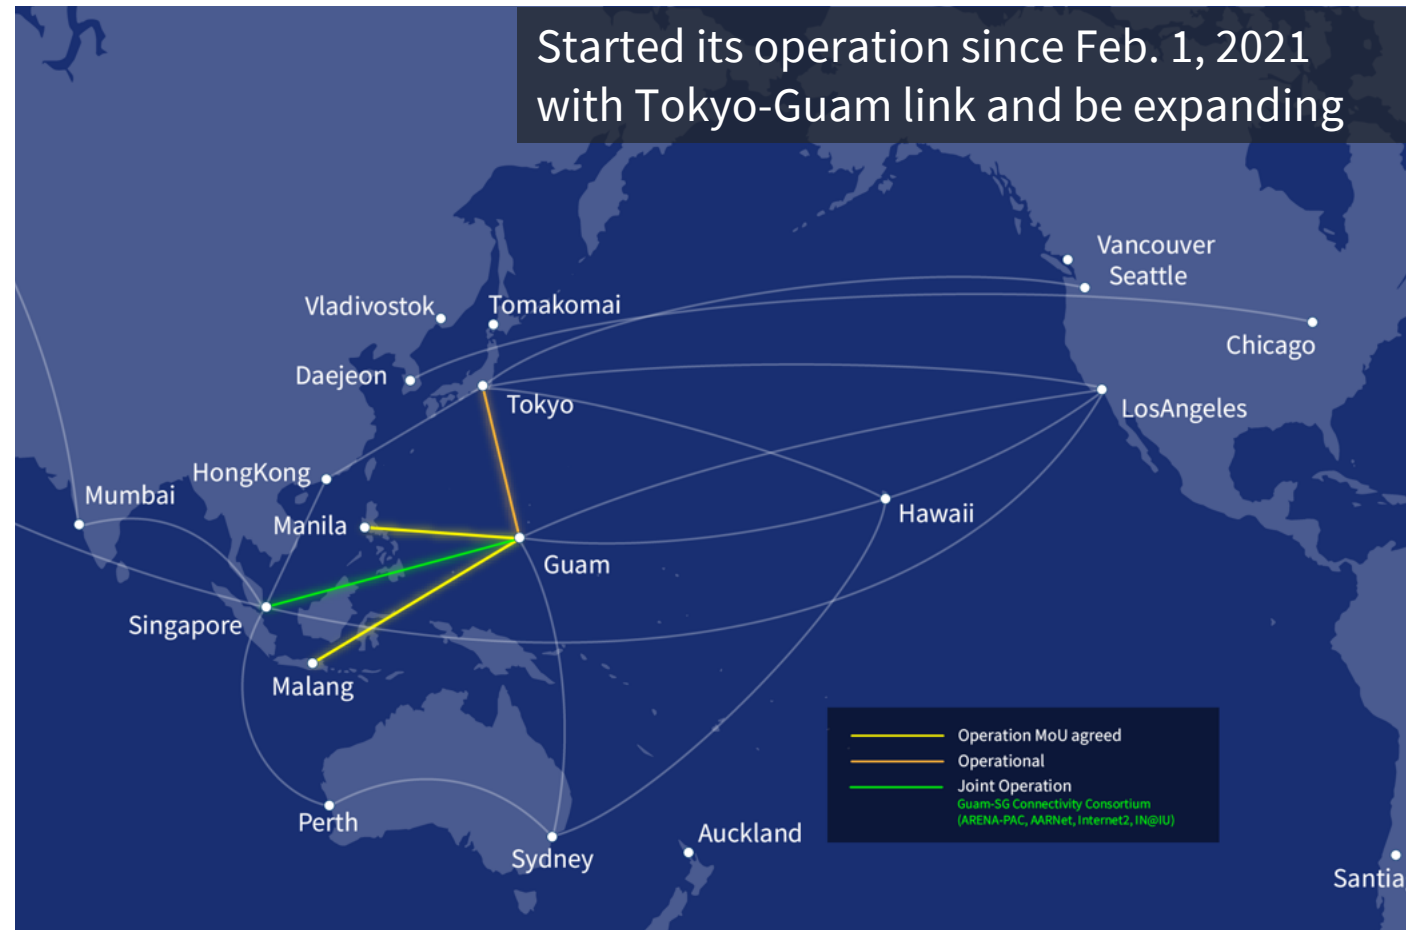 Started its operation since Feb. 1, 2021
with Tokyo-Guam link and be expanding
Vancouver
Seattle
Vladivostok
Tomakomai
Chicago
Daejeon
Tokyo
LosAngeles
HongKong
Mumbai
Manila
Hawaii
Guam
Singapore
Malang
Operation MoU agreed
Operational
Joint Operation
Guam-SG Connectivity Consortium
(ARENA-PAC, AARNet, Internet2, IN@IU)
Perth
Auckland
Sydney
Santia